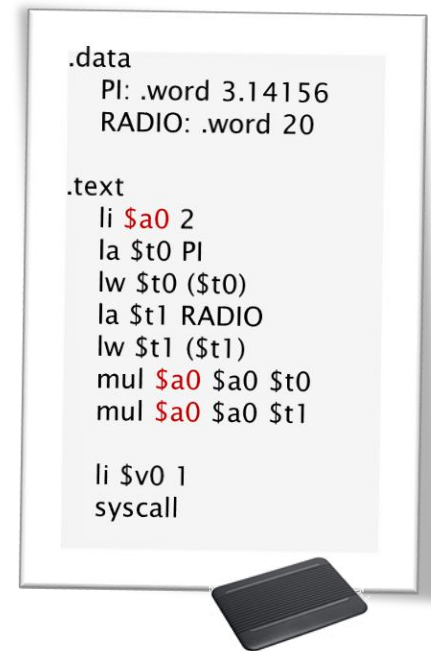 .data
PI: .word 3.14156
RADIO: .word 20
.text
li $a0 2
la $t0 PI
lw $t0 ($t0)
la $t1 RADIO
lw $t1 ($t1)
mul $a0 $a0 $t0
mul $a0 $a0 $t1
li $v0 1
syscall